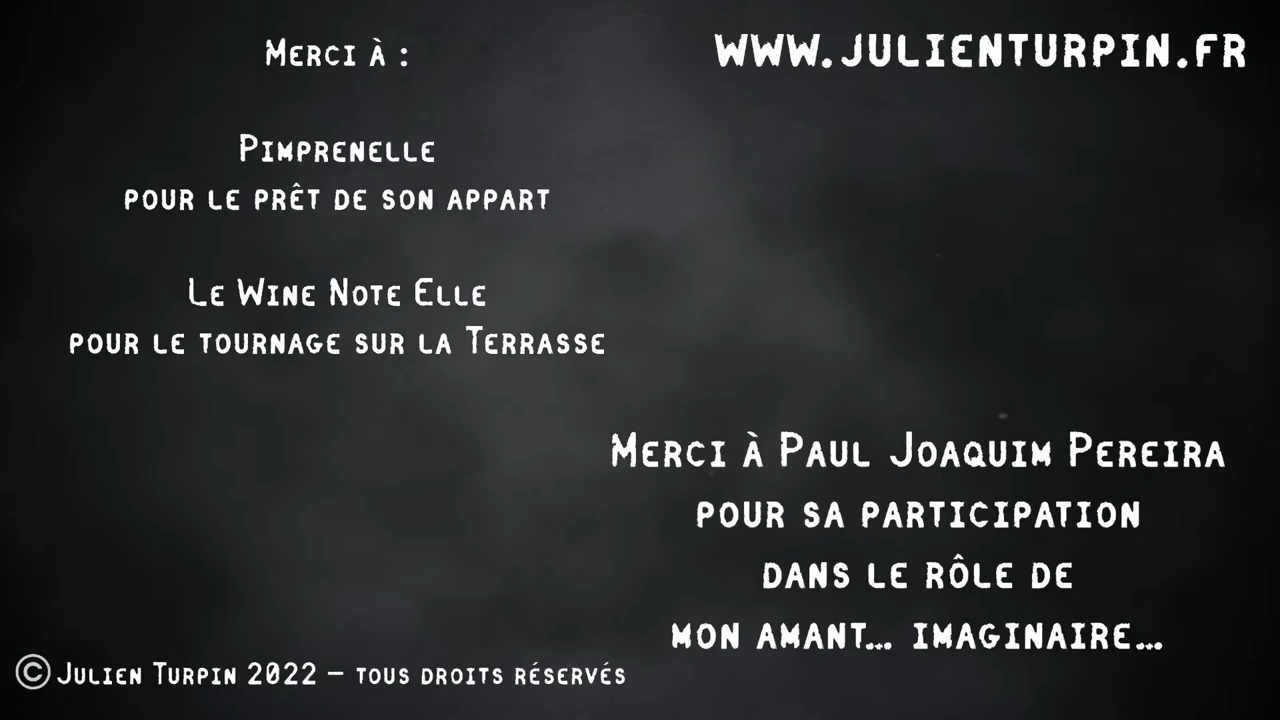 Merci à :
Pimprenelle
pour le prêt de son appart
Le Wine Note Elle
pour le tournage sur la Terrasse
www.julienturpin.fr
Merci à Paul Joaquim Pereira
pour sa participation
dans le rôle de
mon amant... imaginaire...
© Julien Turpin 2022 – tous droits réservés